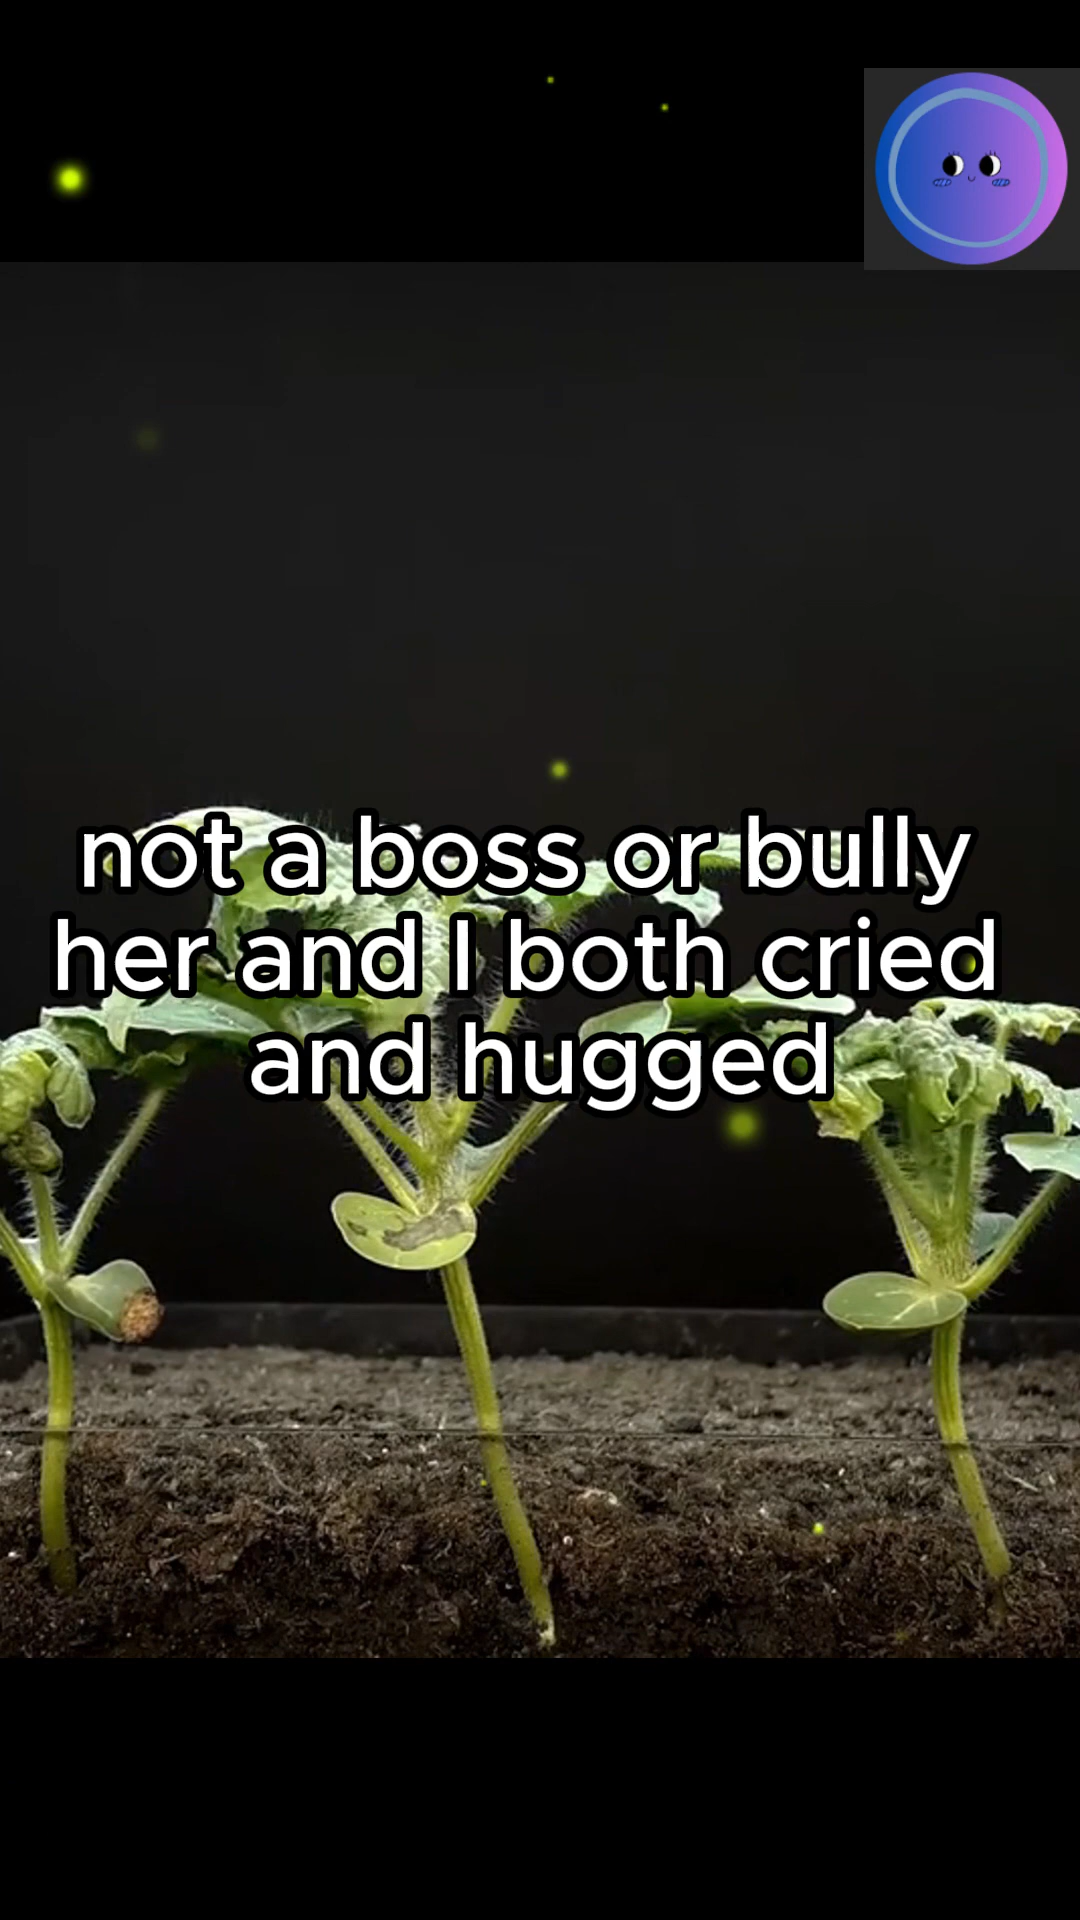 not a boss or bully
her and I both cried
and hugged